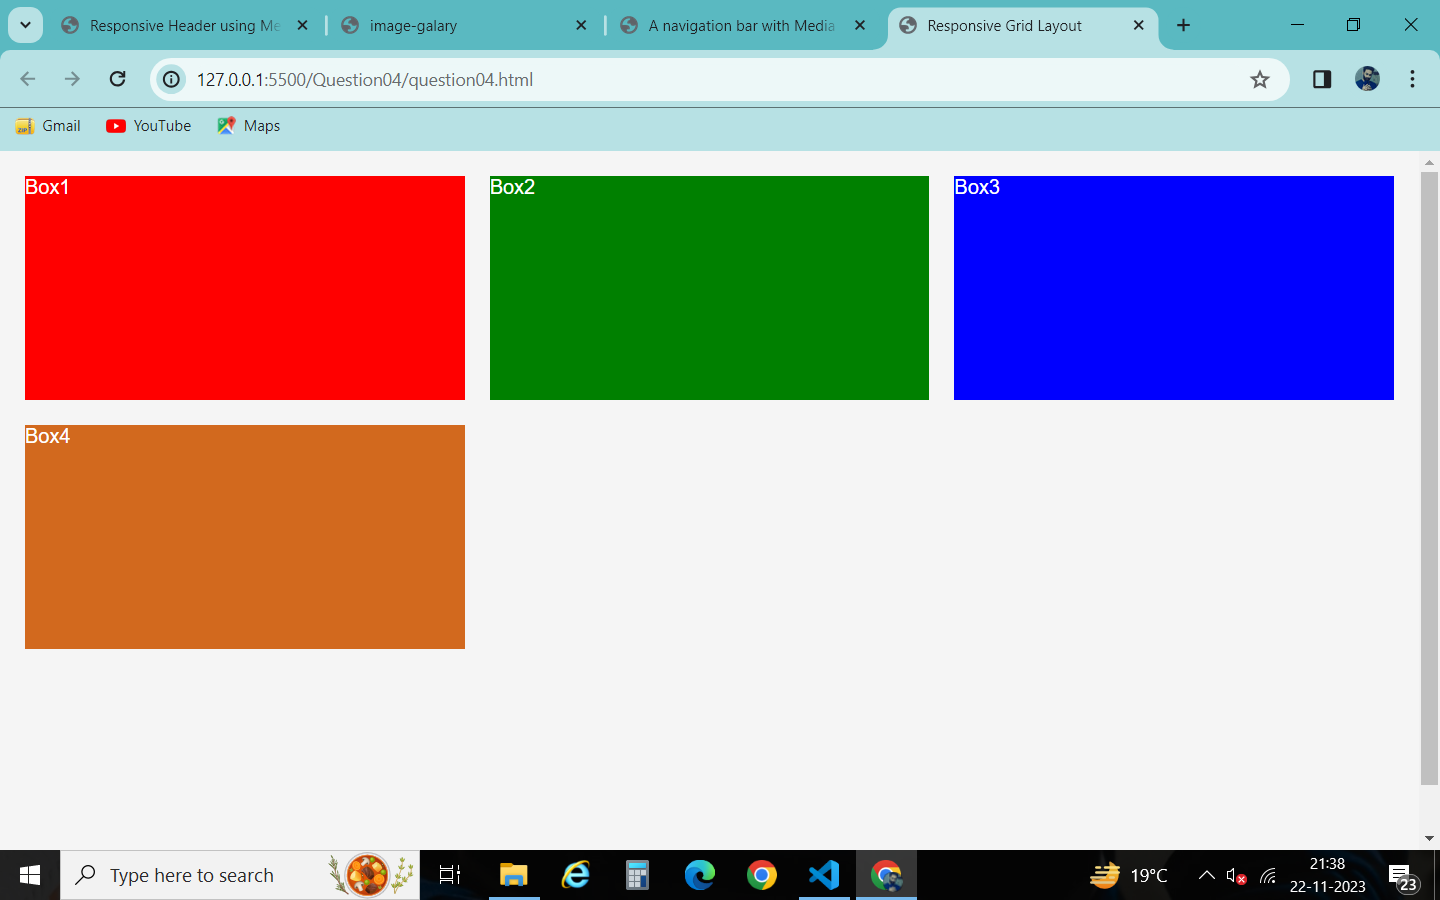 Responsive Header using Me
image-galary
A navigation bar with Media
Responsive Grid Layout
127.0.0.1:5500/Question04/question04.html
Gmail
YouTube
Maps
Box1
Box2
Box3
Box4
Type here to search
19°C
21:38
22-11-2023
23